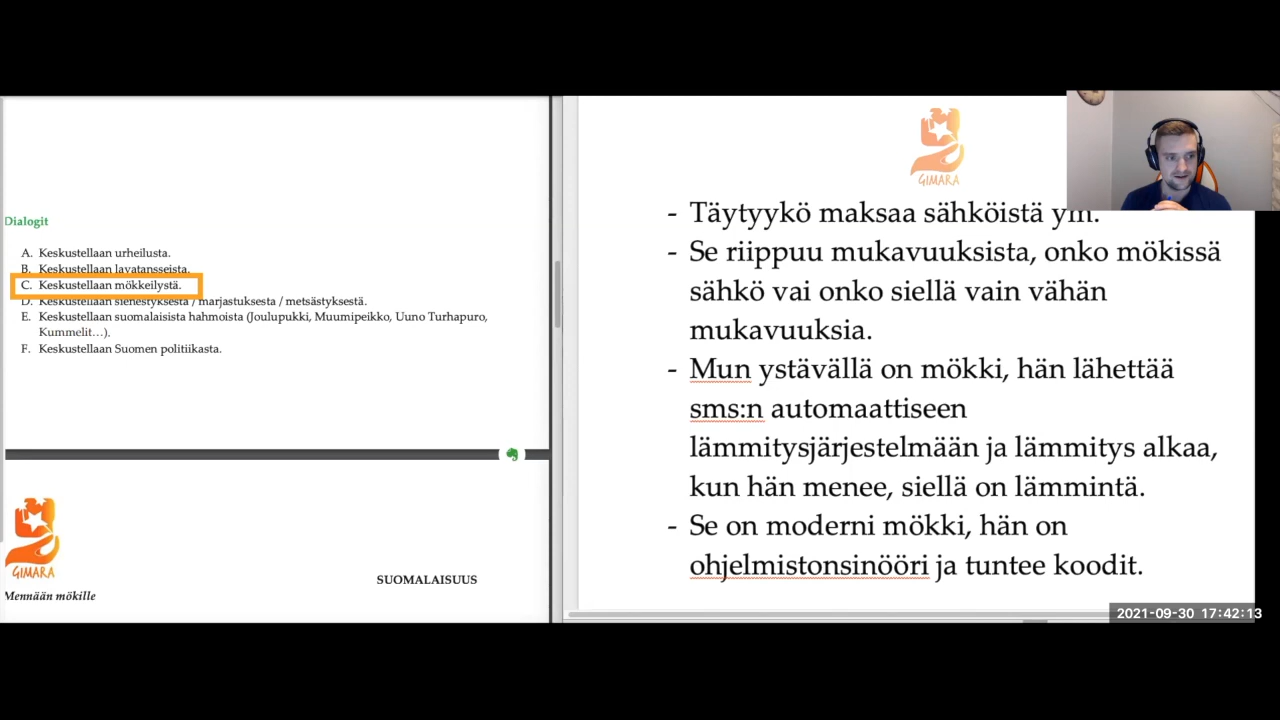 Dialogit
A. Keskustellaan urheilusta.
B. Keskustellaan lavatansseista.
C. Keskustellaan mökkeilystä.
D. Keskustellaan sienestyksestä / marjastuksesta / metsästyksestä.
E. Keskustellaan suomalaisista hahmoista (Joulupukki, Muumipeikko, Uuno Turhapuro,
Kummelit…).
F. Keskustellaan Suomen politiikasta.
GIMARA
SUOMALAISUUS
Mennään mökille
GIMARA
- Täytyykö maksaa sähköistä ym.
- Se riippuu mukavuuksista, onko mökissä
sähkö vai onko siellä vain vähän
mukavuuksia.
- Mun ystävällä on mökki, hän lähettää
sms:n automaattiseen
lämmitysjärjestelmään ja lämmitys alkaa,
kun hän menee, siellä on lämmintä.
- Se on moderni mökki, hän on
ohjelmistonsinööri ja tuntee koodit.
2021-09-30 17:42:13